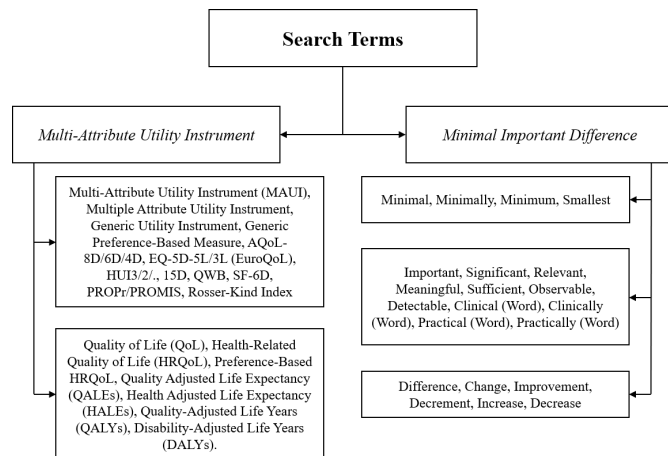 Search Terms
Multi-Attribute Utility Instrument
Multi-Attribute Utility Instrument (MAUI),
Multiple Attribute Utility Instrument,
Generic Utility Instrument, Generic
Preference-Based Measure, AQoL-
8D/6D/4D, EQ-5D-5L/3L (EuroQoL),
HUI3/2/., 15D, QWB, SF-6D,
PROPr/PROMIS, Rosser-Kind Index
Quality of Life (QoL), Health-Related
Quality of Life (HRQoL), Preference-Based
HRQoL, Quality Adjusted Life Expectancy
(QALEs), Health Adjusted Life Expectancy
(HALEs), Quality-Adjusted Life Years
(QALYs), Disability-Adjusted Life Years
(DALYs).
Minimal Important Difference
Minimal, Minimally, Minimum, Smallest
Important, Significant, Relevant,
Meaningful, Sufficient, Observable,
Detectable, Clinical (Word), Clinically
(Word), Practical (Word), Practically (Word)
Difference, Change, Improvement,
Decrement, Increase, Decrease